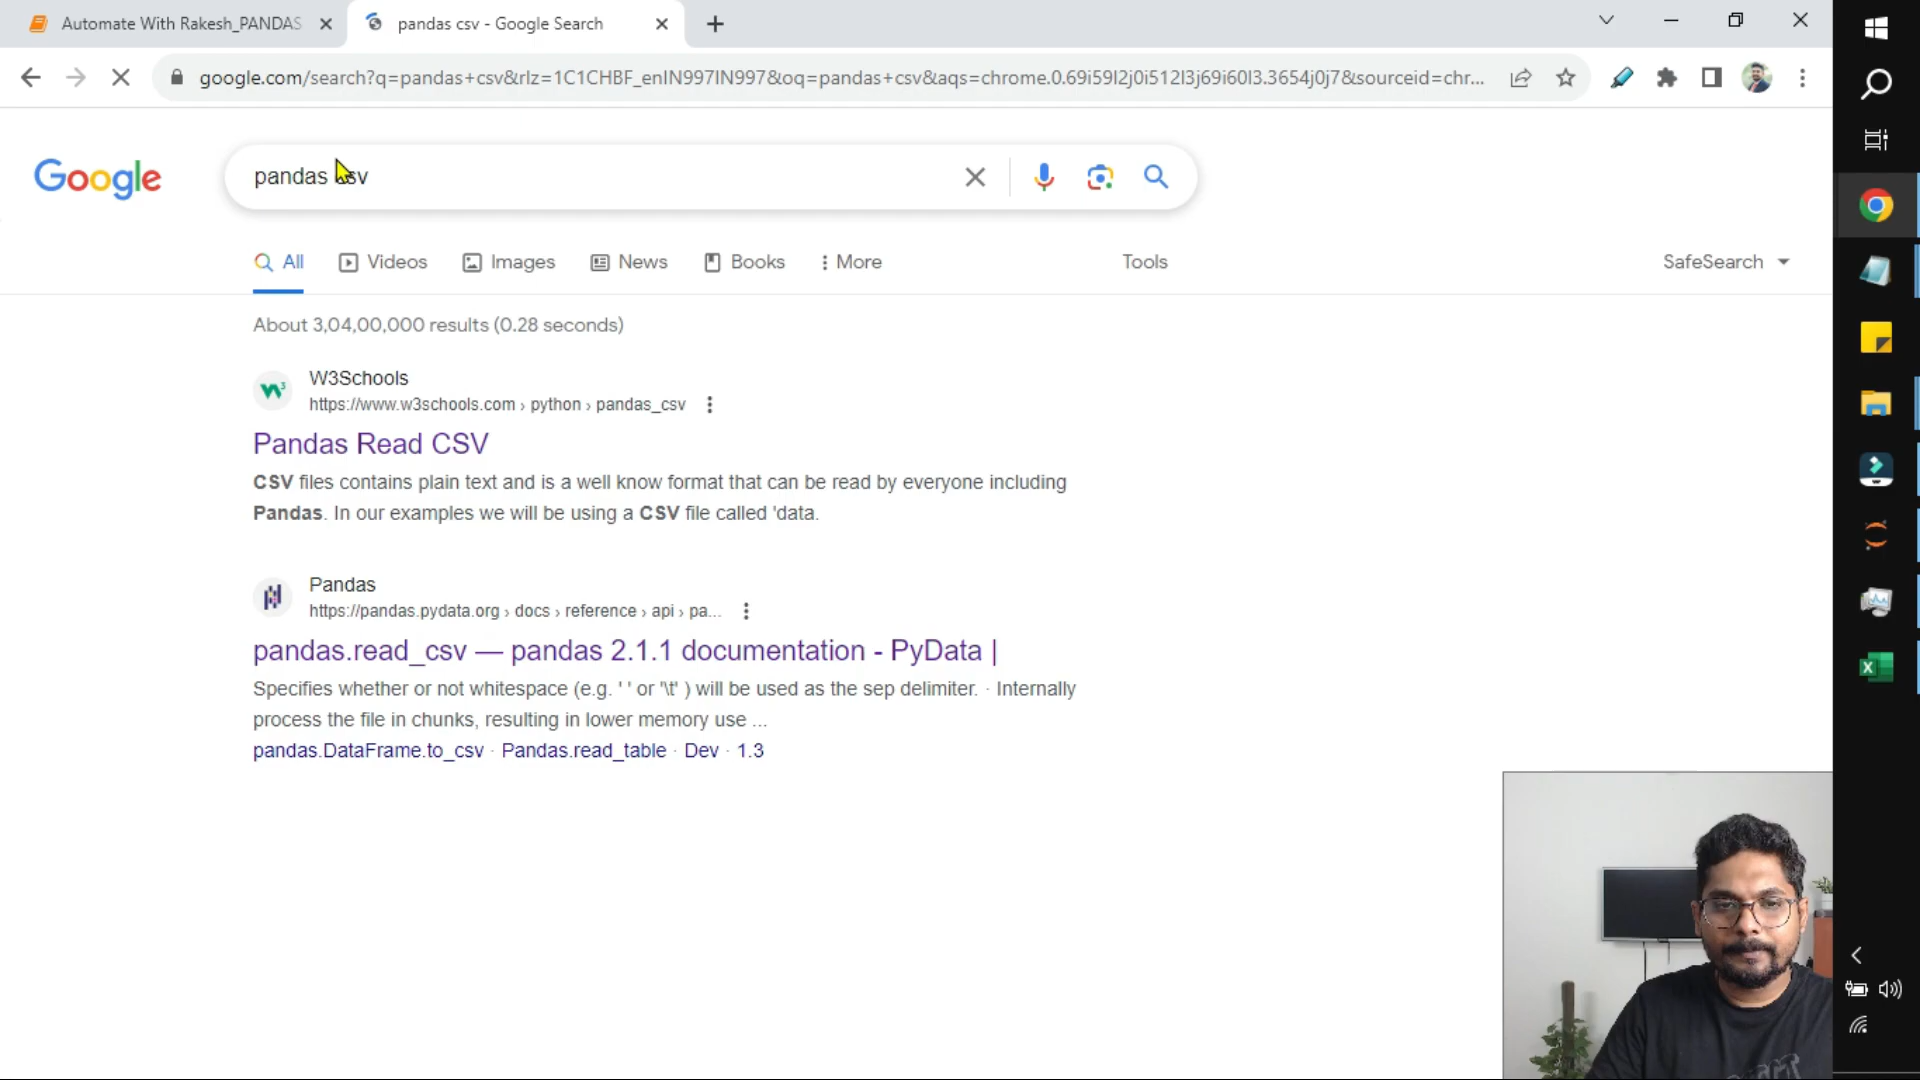 Automate With Rakesh_PANDAS
pandas csv - Google Search
google.com/search?q=pandas+csv&rlz=1C1CHBF_enIN997IN997&oq=pandas+csv&aqs=chrome.0.69i59l2j0i512l3j69i60l3.3654j0j7&sourceid=chr...
Google
pandas csv
All
Videos
Images
News
Books
More
Tools
SafeSearch
About 3,04,00,000 results (0.28 seconds)
W3Schools
https://www.w3schools.com › python › pandas_csv
Pandas Read CSV
CSV files contains plain text and is a well know format that can be read by everyone including
Pandas. In our examples we will be using a CSV file called 'data.
Pandas
https://pandas.pydata.org › docs › reference › api › pa...
pandas.read_csv — pandas 2.1.1 documentation - PyData |
Specifies whether or not whitespace (e.g. ' ' or '\t' ) will be used as the sep delimiter. · Internally
process the file in chunks, resulting in lower memory use ...
pandas.DataFrame.to_csv · Pandas.read_table · Dev · 1.3